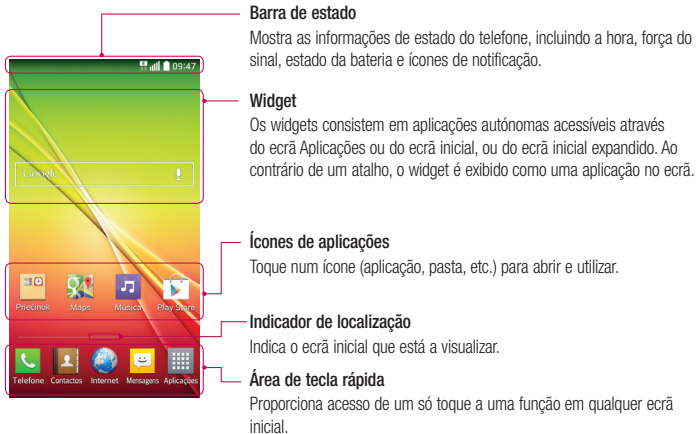 Barra de estado
Mostra as informações de estado do telefone, incluindo a hora, força do
sinal, estado da bateria e ícones de notificação.
09:47
Widget
Os widgets consistem em aplicações autónomas acessíveis através
do ecrã Aplicações ou do ecrã inicial, ou do ecrã inicial expandido. Ao
contrário de um atalho, o widget é exibido como uma aplicação no ecrã.
Google
Ícones de aplicações
Toque num ícone (aplicação, pasta, etc.) para abrir e utilizar.
Priečinok Maps Música Play Store
Indicador de localização
Indica o ecrã inicial que está a visualizar.
Telefone Contactos Internet Mensagens Aplicações
Área de tecla rápida
Proporciona acesso de um só toque a uma função em qualquer ecrã
inicial.